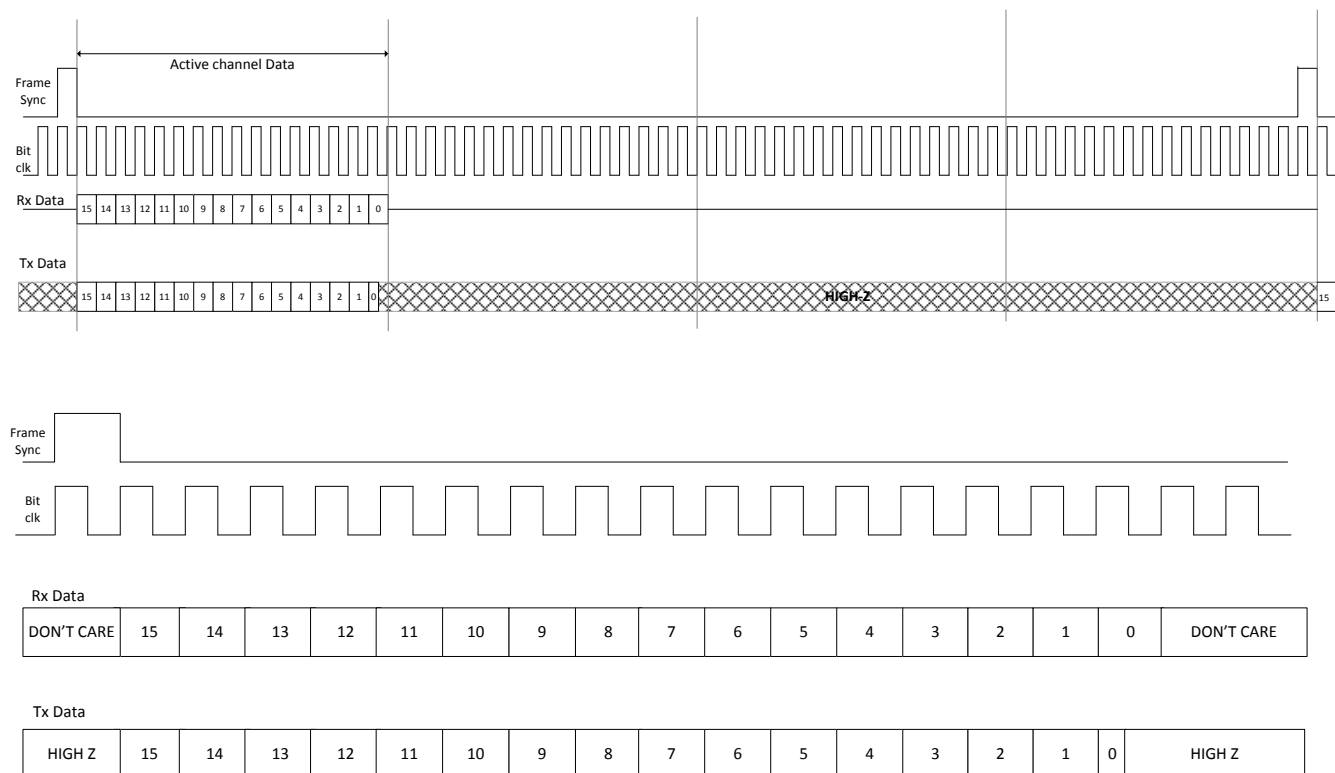 Active channel Data
Frame
Sync
Bit
clk
Rx Data
15 14 13 12 11 10 9 8 7 6 5 4 3 2 1 0
Tx Data
15 14 13 12 11 10 9 8 7 6 5 4 3 2 1 0 HIGH-Z 15
Frame
Sync
Bit
clk
Rx Data
DON'T CARE 15 14 13 12 11 10 9 8 7 6 5 4 3 2 1 0 DON'T CARE
Tx Data
HIGH Z 15 14 13 12 11 10 9 8 7 6 5 4 3 2 1 0 HIGH Z